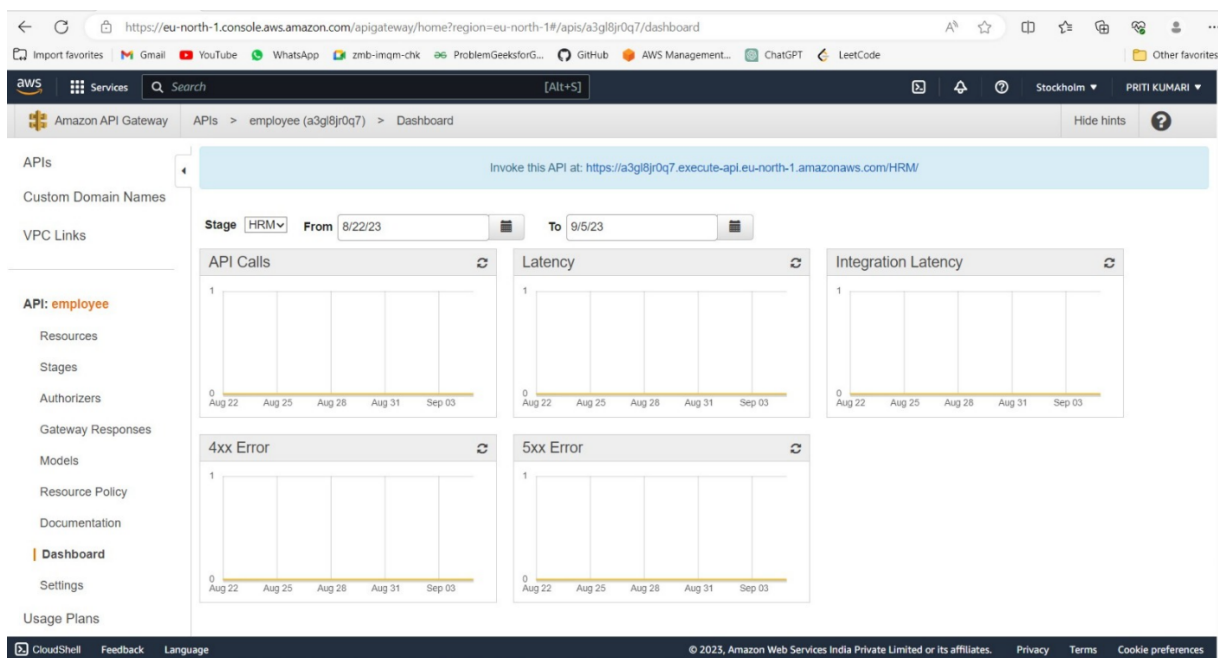 https://eu-north-1.console.aws.amazon.com/apigateway/home?region=eu-north-1#/apis/a3gl8jr0q7/dashboard
Import favorites Gmail YouTube WhatsApp zmb-imqm-chk ProblemGeeksforG... GitHub AWS Management... ChatGPT LeetCode Other favorites
aws Services Search [Alt+S] Stockholm ▼ PRITI KUMARI ▼
Amazon API Gateway APIs > employee (a3gl8jr0q7) > Dashboard Hide hints
APIs
Invoke this API at: https://a3gl8jr0q7.execute-api.eu-north-1.amazonaws.com/HRM/
Custom Domain Names
VPC Links
Stage HRM From 8/22/23 To 9/5/23
API Calls Latency Integration Latency
1 1 1
API: employee
Resources
Stages
Authorizers
0 0 0
Aug 22 Aug 25 Aug 28 Aug 31 Sep 03 Aug 22 Aug 25 Aug 28 Aug 31 Sep 03 Aug 22 Aug 25 Aug 28 Aug 31 Sep 03
Gateway Responses
4xx Error 5xx Error
Models
1 1
Resource Policy
Documentation
Dashboard
Settings
0 0
Aug 22 Aug 25 Aug 28 Aug 31 Sep 03 Aug 22 Aug 25 Aug 28 Aug 31 Sep 03
Usage Plans
CloudShell Feedback Language © 2023, Amazon Web Services India Private Limited or its affiliates. Privacy Terms Cookie preferences